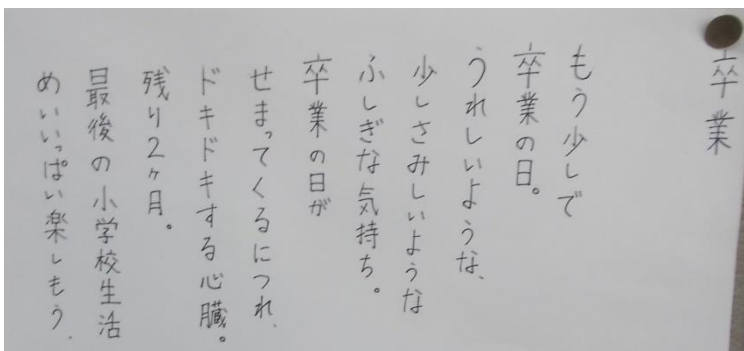 卒業
もう少しで
卒業の日。
うれしいような、
少しさみしいような
ふしぎな気持ち。
卒業の日が
せまってくるにつれ、
ドキドキする心臓。
残り2ヶ月。
最後の小学校生活
めいいっぱい楽しもう.